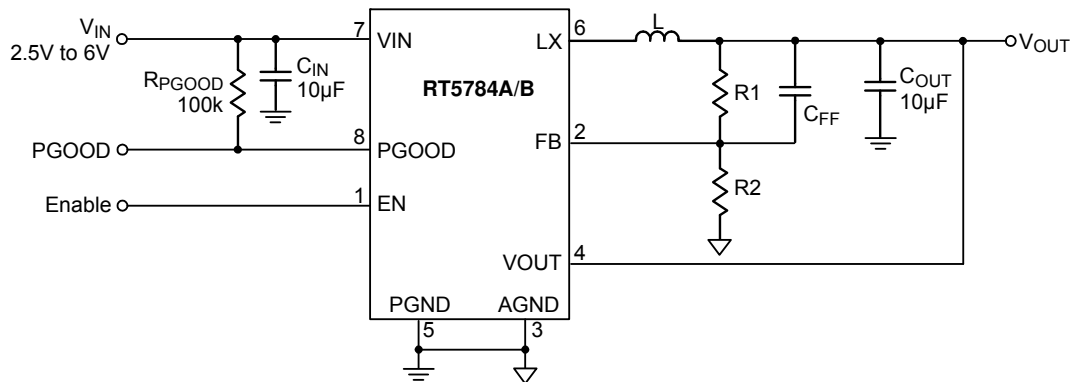 VIN
2.5V to 6V
7
VIN
LX
6
L
VOUT
RPGOOD
100k
CIN
10µF
RT5784A/B
R1
CFF
COUT
10µF
PGOOD
8
PGOOD
FB
2
Enable
1
EN
R2
VOUT
4
PGND
AGND
5
3